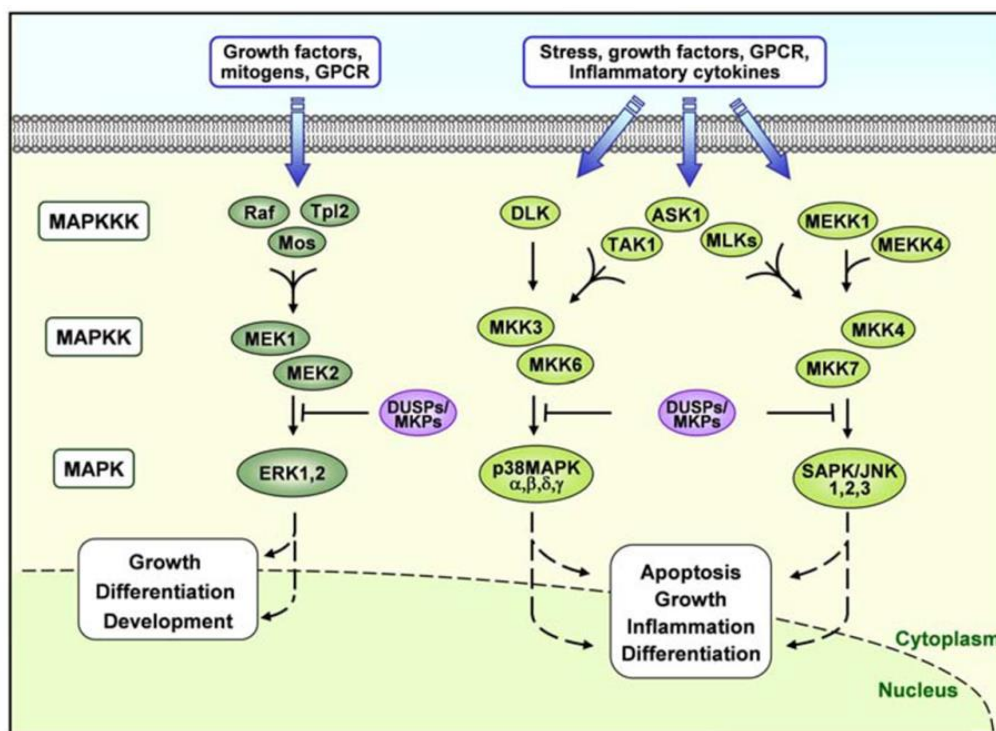 Growth factors,
mitogens, GPCR
Stress, growth factors, GPCR,
Inflammatory cytokines
MAPKKK
Raf
Tpl2
Mos
DLK
TAK1
ASK1
MLKs
MEKK1
MEKK4
MAPKK
MEK1
MEK2
MKK3
MKK6
MKK4
MKK7
DUSPs/
MKPs
DUSPs/
MKPs
MAPK
ERK1,2
p38MAPK
α,β,δ,γ
SAPK/JNK
1,2,3
Growth
Differentiation
Development
Apoptosis
Growth
Inflammation
Differentiation
Cytoplasm
Nucleus